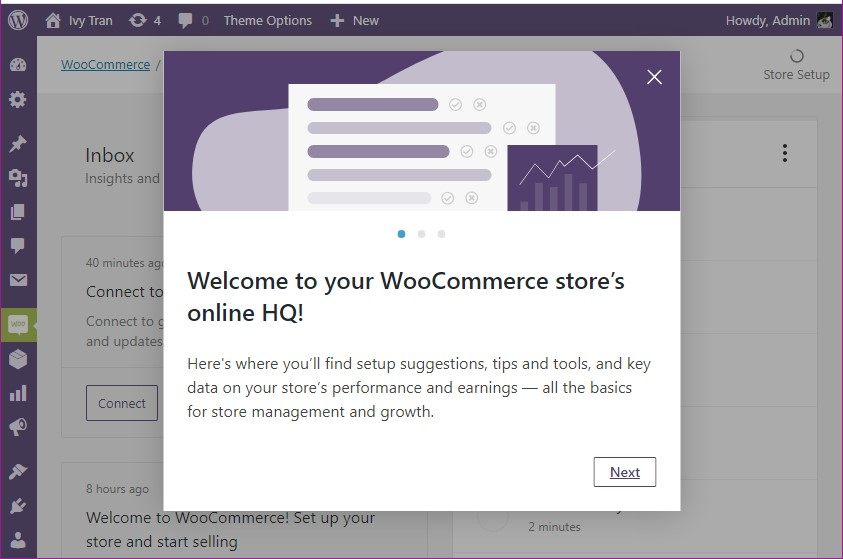 Ivy Tran 4 0 Theme Options New Howdy, Admin
WooCommerce /
Store Setup
Inbox
Insights and
40 minutes ago
Connect to
Connect to g
and updates
Connect
Welcome to your WooCommerce store’s
online HQ!
Here's where you’ll find setup suggestions, tips and tools, and key
data on your store’s performance and earnings — all the basics
for store management and growth.
Next
8 hours ago
Welcome to WooCommerce! Set up your
store and start selling
2 minutes